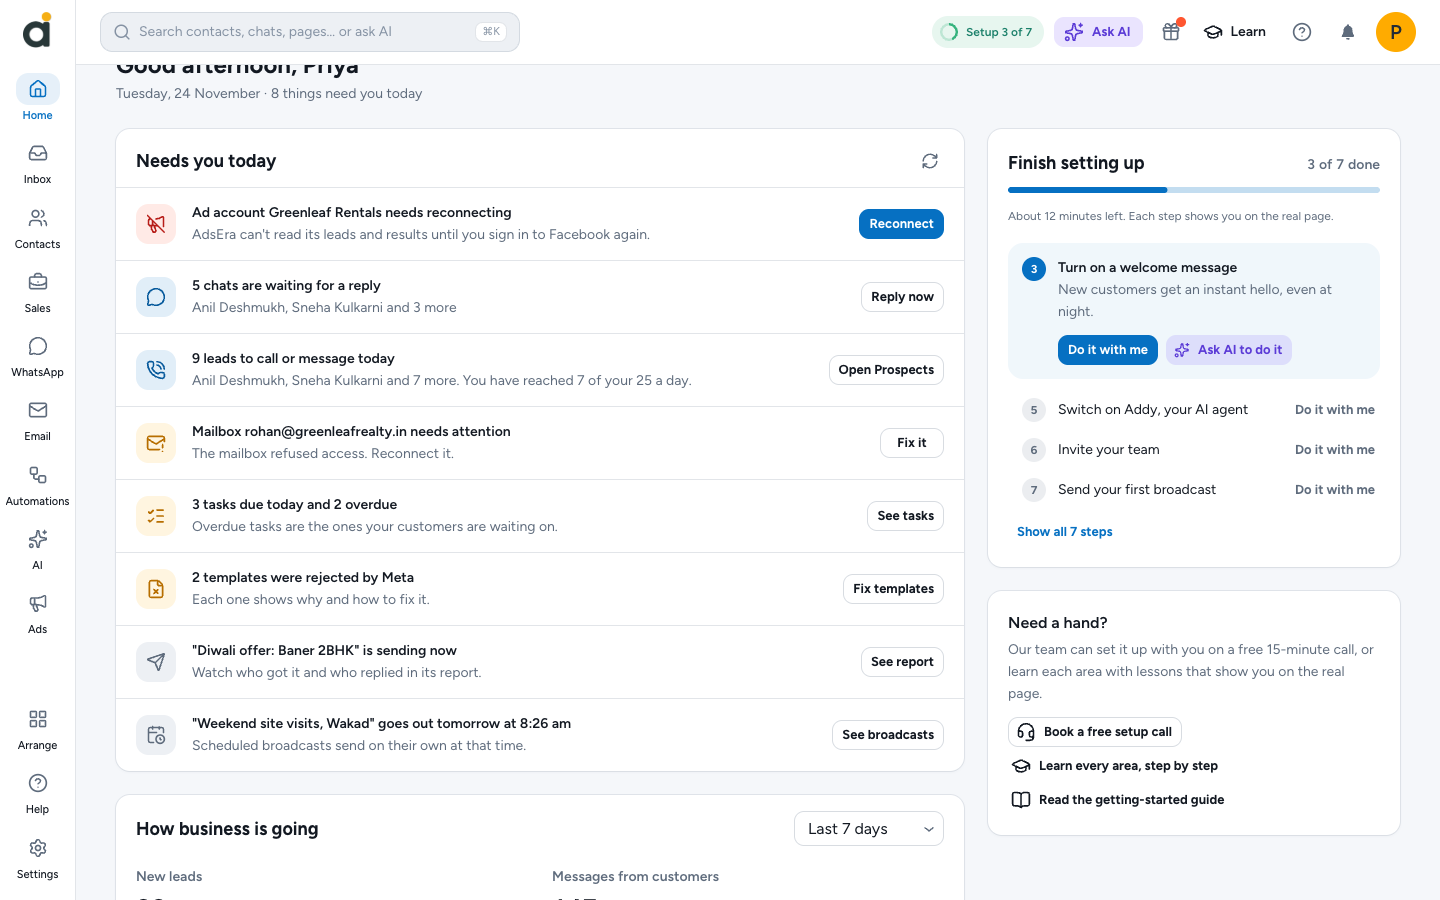 Search contacts, chats, pages... or ask AI
⌘K
Setup 3 of 7
Ask AI
Learn
P
Home
Inbox
Contacts
Sales
WhatsApp
Email
Automations
AI
Ads
Arrange
Help
Settings
Good afternoon, Priya
Tuesday, 24 November · 8 things need you today
Needs you today
Ad account Greenleaf Rentals needs reconnecting
AdsEra can't read its leads and results until you sign in to Facebook again.
Reconnect
5 chats are waiting for a reply
Anil Deshmukh, Sneha Kulkarni and 3 more
Reply now
9 leads to call or message today
Anil Deshmukh, Sneha Kulkarni and 7 more. You have reached 7 of your 25 a day.
Open Prospects
Mailbox rohan@greenleafrealty.in needs attention
The mailbox refused access. Reconnect it.
Fix it
3 tasks due today and 2 overdue
Overdue tasks are the ones your customers are waiting on.
See tasks
2 templates were rejected by Meta
Each one shows why and how to fix it.
Fix templates
"Diwali offer: Baner 2BHK" is sending now
Watch who got it and who replied in its report.
See report
"Weekend site visits, Wakad" goes out tomorrow at 8:26 am
Scheduled broadcasts send on their own at that time.
See broadcasts
How business is going
Last 7 days
New leads
Messages from customers
Finish setting up
3 of 7 done
About 12 minutes left. Each step shows you on the real page.
3
Turn on a welcome message
New customers get an instant hello, even at
night.
Do it with me
Ask AI to do it
5
Switch on Addy, your AI agent
Do it with me
6
Invite your team
Do it with me
7
Send your first broadcast
Do it with me
Show all 7 steps
Need a hand?
Our team can set it up with you on a free 15-minute call, or
learn each area with lessons that show you on the real
page.
Book a free setup call
Learn every area, step by step
Read the getting-started guide